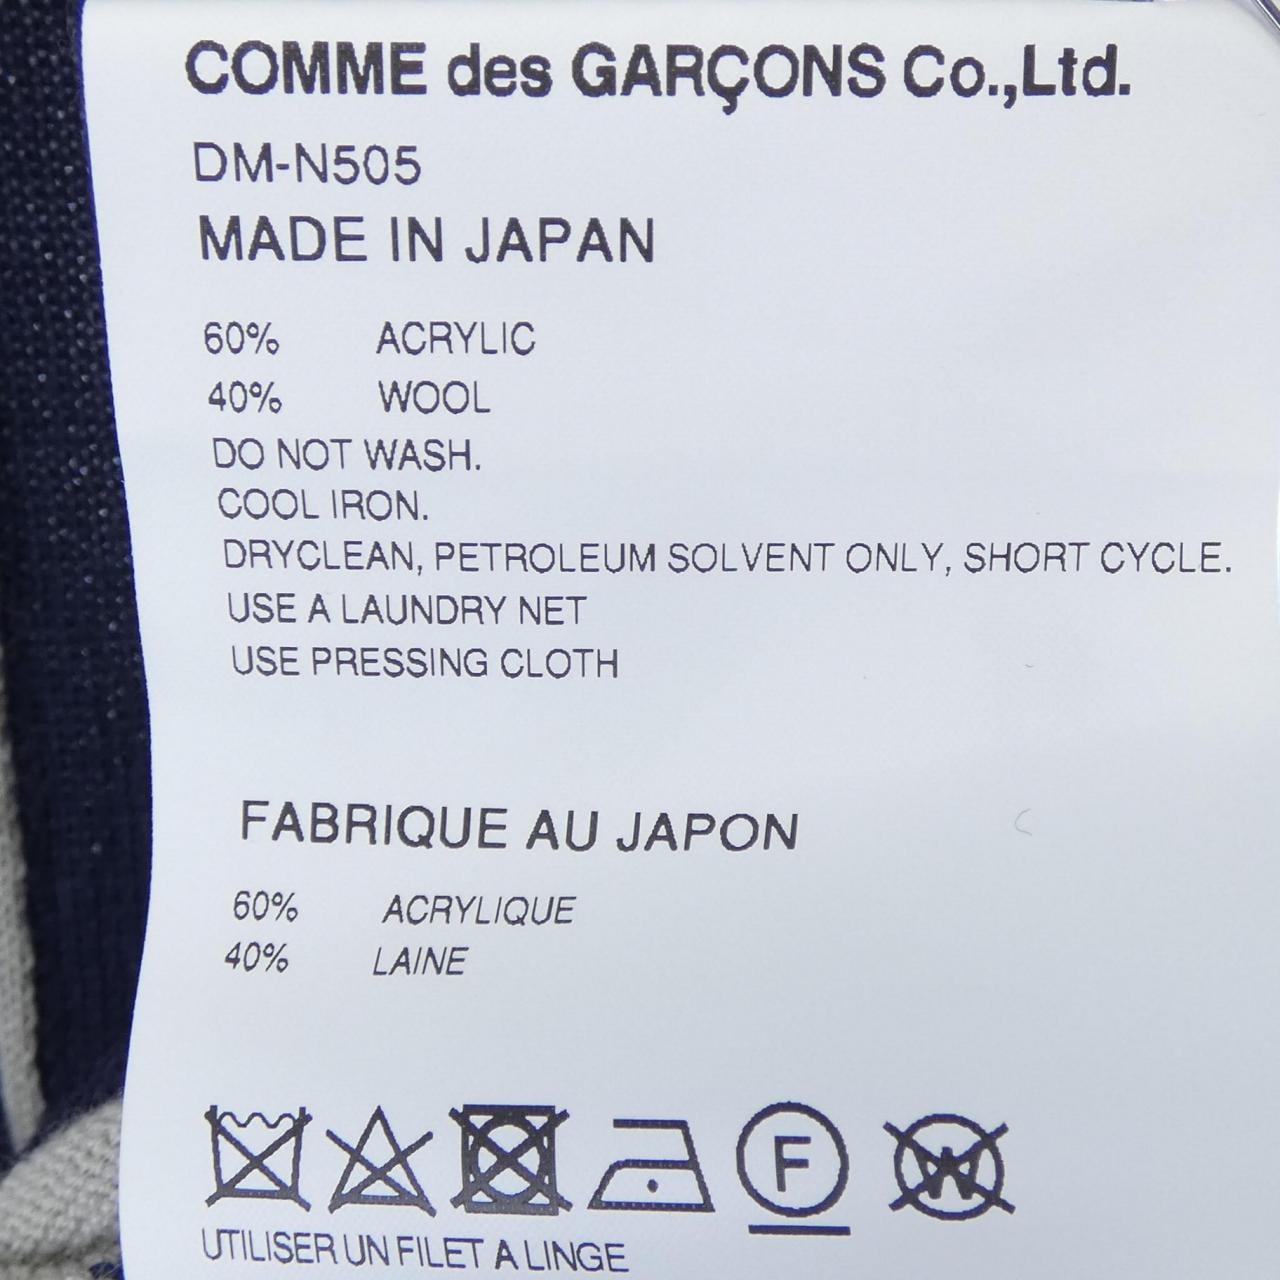 COMME des GARÇONS Co.,Ltd.
DM-N505
MADE IN JAPAN
60% ACRYLIC
40% WOOL
DO NOT WASH.
COOL IRON.
DRYCLEAN, PETROLEUM SOLVENT ONLY, SHORT CYCLE.
USE A LAUNDRY NET
USE PRESSING CLOTH
FABRIQUE AU JAPON
60% ACRYLIQUE
40% LAINE
F W
UTILISER UN FILET A LINGE